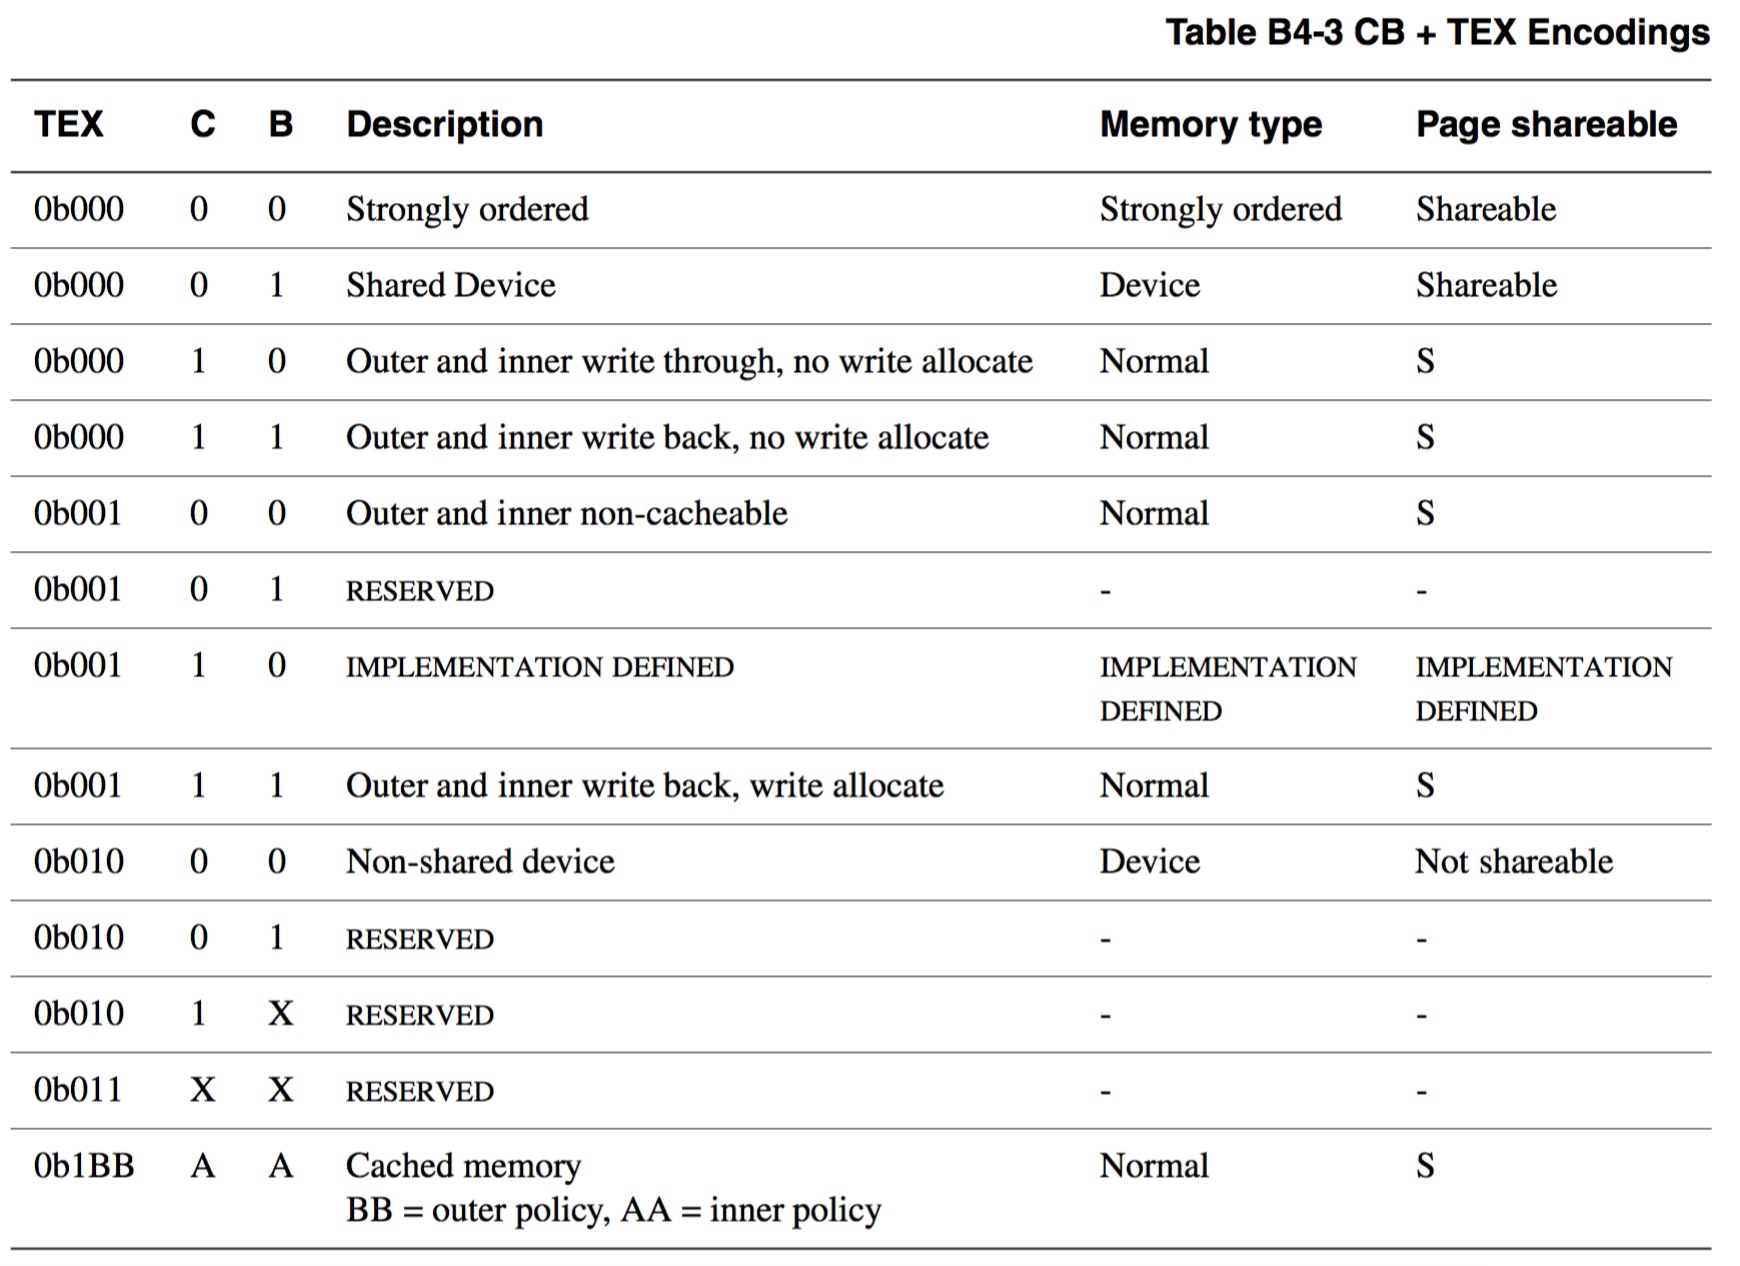 Table B4-3 CB + TEX Encodings
TEX C B Description Memory type Page shareable
0b000 0 0 Strongly ordered Strongly ordered Shareable
0b000 0 1 Shared Device Device Shareable
0b000 1 0 Outer and inner write through, no write allocate Normal S
0b000 1 1 Outer and inner write back, no write allocate Normal S
0b001 0 0 Outer and inner non-cacheable Normal S
0b001 0 1 RESERVED - -
0b001 1 0 IMPLEMENTATION DEFINED IMPLEMENTATION IMPLEMENTATION
DEFINED DEFINED
0b001 1 1 Outer and inner write back, write allocate Normal S
0b010 0 0 Non-shared device Device Not shareable
0b010 0 1 RESERVED - -
0b010 1 X RESERVED - -
0b011 X X RESERVED - -
0b1BB A A Cached memory Normal S
BB = outer policy, AA = inner policy